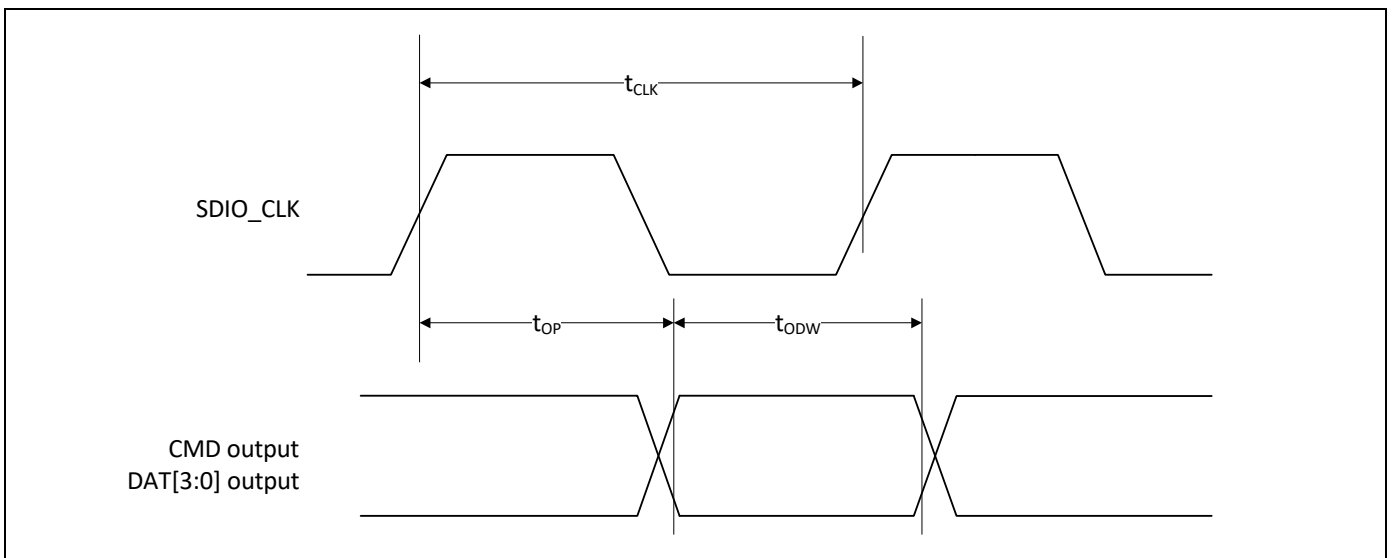 tCLK
SDIO_CLK
tOP
tODW
CMD output
DAT[3:0] output